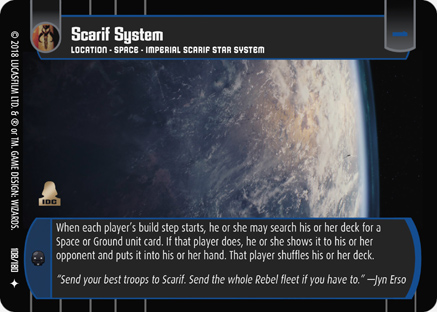 Scarif System
LOCATION - SPACE - IMPERIAL SCARIF STAR SYSTEM
IDC
When each player's build step starts, he or she may search his or her deck for a
Space or Ground unit card. If that player does, he or she shows it to his or her
opponent and puts it into his or her hand. That player shuffles his or her deck.
"Send your best troops to Scarif. Send the whole Rebel fleet if you have to." —Jyn Erso
© 2018 LUCASFILM LTD. & ® or TM. GAME DESIGN: WIZARDS.